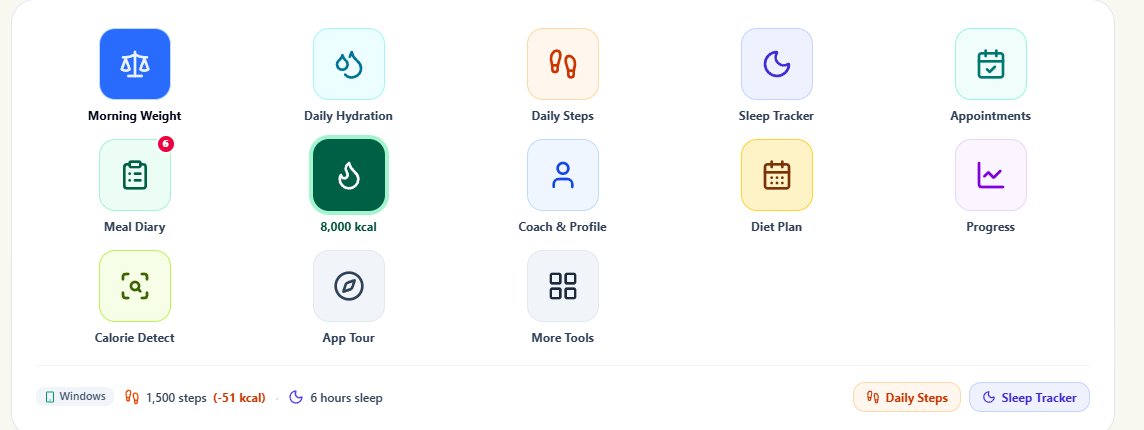 Morning Weight
Daily Hydration
Daily Steps
Sleep Tracker
Appointments
6
Meal Diary
8,000 kcal
Coach & Profile
Diet Plan
Progress
Calorie Detect
App Tour
More Tools
Windows 1,500 steps (-51 kcal) · 6 hours sleep
Daily Steps
Sleep Tracker